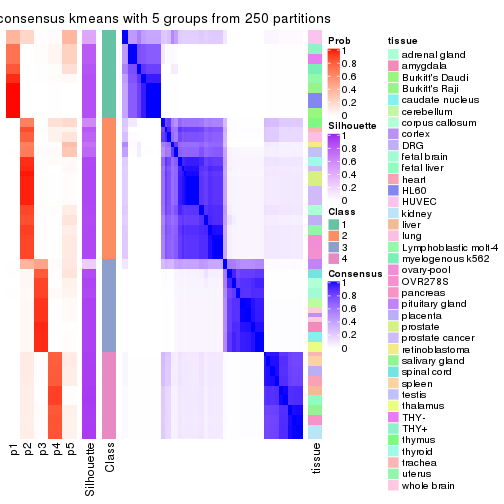 consensus kmeans with 5 groups from 250 partitions
Prob
1
0.8
0.6
0.4
0.2
0
Silhouette
1
0.8
0.6
0.4
0.2
0
Class
1
2
3
4
Consensus
1
0.8
0.6
0.4
0.2
0
tissue
adrenal gland
amygdala
Burkitt's Daudi
Burkitt's Raji
caudate nucleus
cerebellum
corpus callosum
cortex
DRG
fetal brain
fetal liver
heart
HL60
HUVEC
kidney
liver
lung
Lymphoblastic molt-4
myelogenous k562
ovary-pool
OVR278S
pancreas
pituitary gland
placenta
prostate
prostate cancer
retinoblastoma
salivary gland
spinal cord
spleen
testis
thalamus
THY-
THY+
thymus
thyroid
trachea
uterus
whole brain
p1
p2
p3
p4
p5
Silhouette
Class
tissue